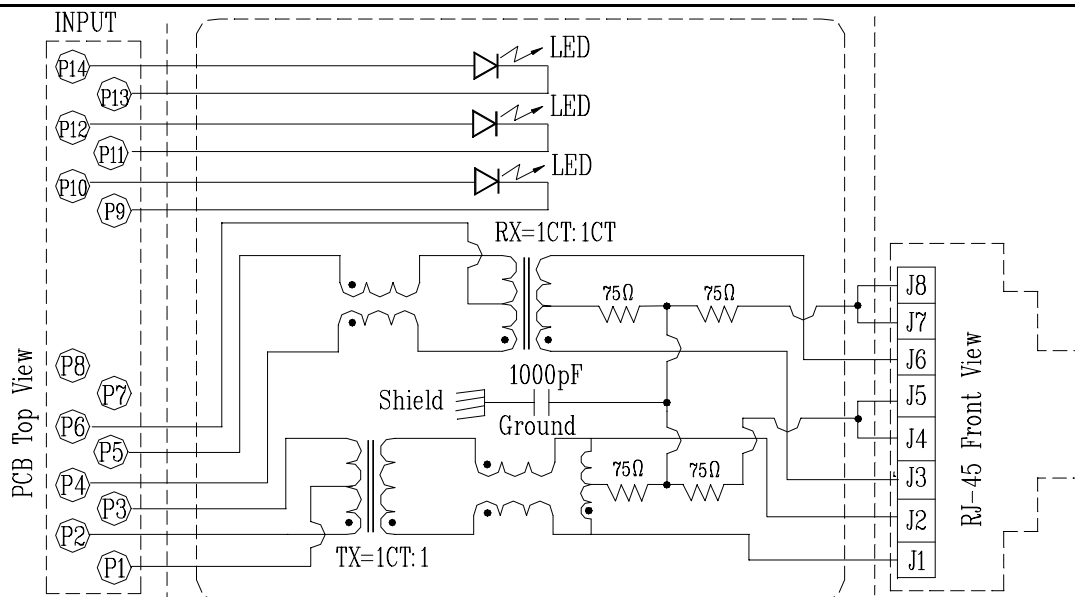 INPUT
P14
LED
P13
P12
LED
P11
P10
LED
P9
RX=1CT:1CT
75Ω
75Ω
J8
J7
J6
J5
J4
J3
J2
J1
P8
P7
P6
P5
P4
P3
P2
P1
1000pF
Shield
Ground
75Ω
75Ω
TX=1CT:1
PCB Top View
RJ-45 Front View